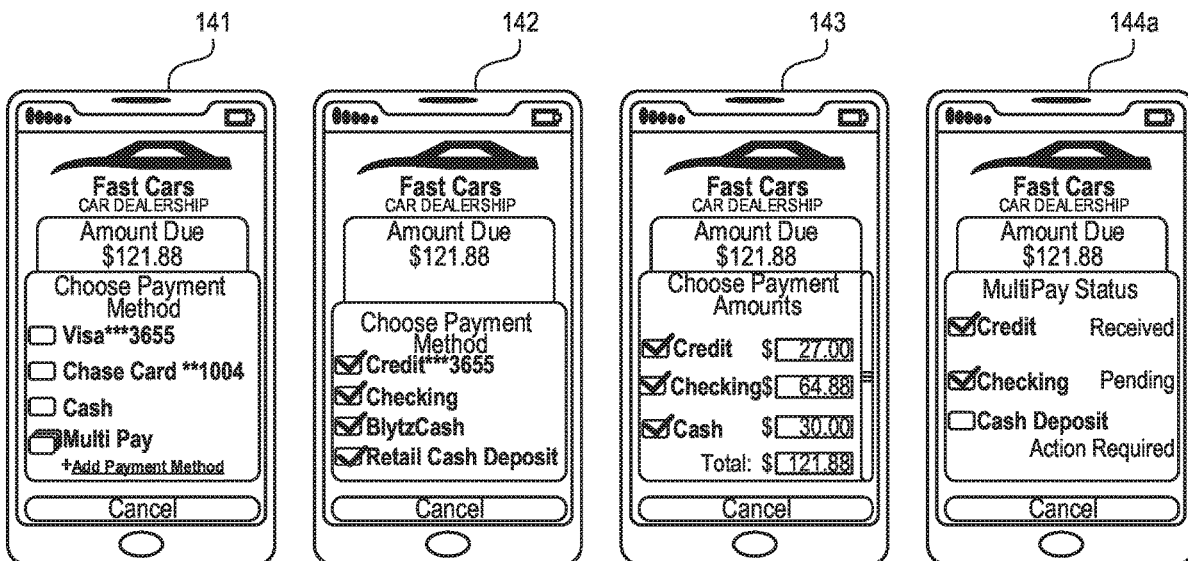 141
Fast Cars
CAR DEALERSHIP
Amount Due
$121.88
Choose Payment
Method
Visa***3655
Chase Card **1004
Cash
Multi Pay
+Add Payment Method
Cancel
142
Fast Cars
CAR DEALERSHIP
Amount Due
$121.88
Choose Payment
Method
Credit***3655
Checking
BlytzCash
Retail Cash Deposit
Cancel
143
Fast Cars
CAR DEALERSHIP
Amount Due
$121.88
Choose Payment
Amounts
Credit $ 27.00
Checking $ 64.88
Cash $ 30.00
Total: $ 121.88
Cancel
144a
Fast Cars
CAR DEALERSHIP
Amount Due
$121.88
MultiPay Status
Credit Received
Checking Pending
Cash Deposit
Action Required
Cancel